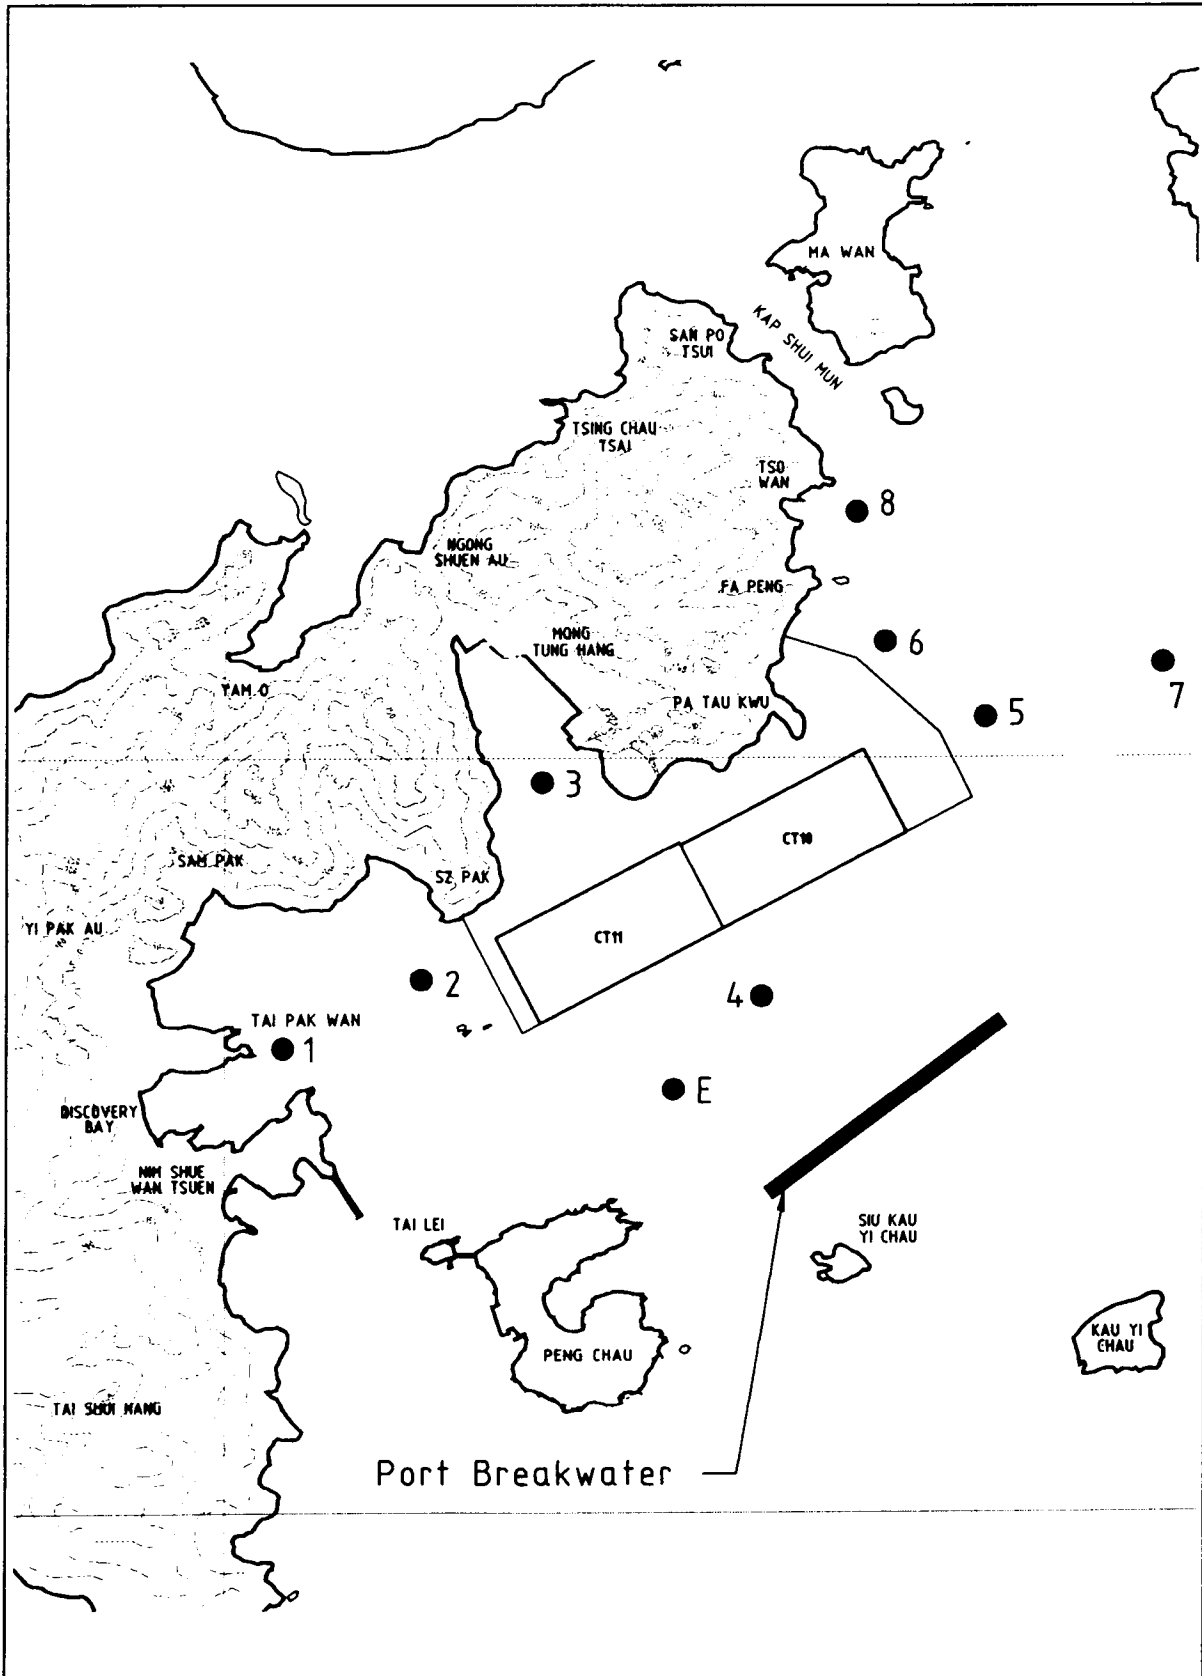 MA WAN
KAP SHUI MUN
SAN PO
TSUI
TSING CHAU
TSAI
TSO
WAN
8
NGONG
SHUEN AU
FA PENG
MONG
TUNG HANG
6
7
YAM O
PA TAU KWU
5
3
CT10
SAM PAK
SZ PAK
YI PAK AU
CT11
2
4
TAI PAK WAN
1
E
DISCOVERY
BAY
NIM SHUE
WAN TSUEN
TAI LEI
SIU KAU
YI CHAU
KAU YI
CHAU
PENG CHAU
TAI SHUI HANG
Port Breakwater